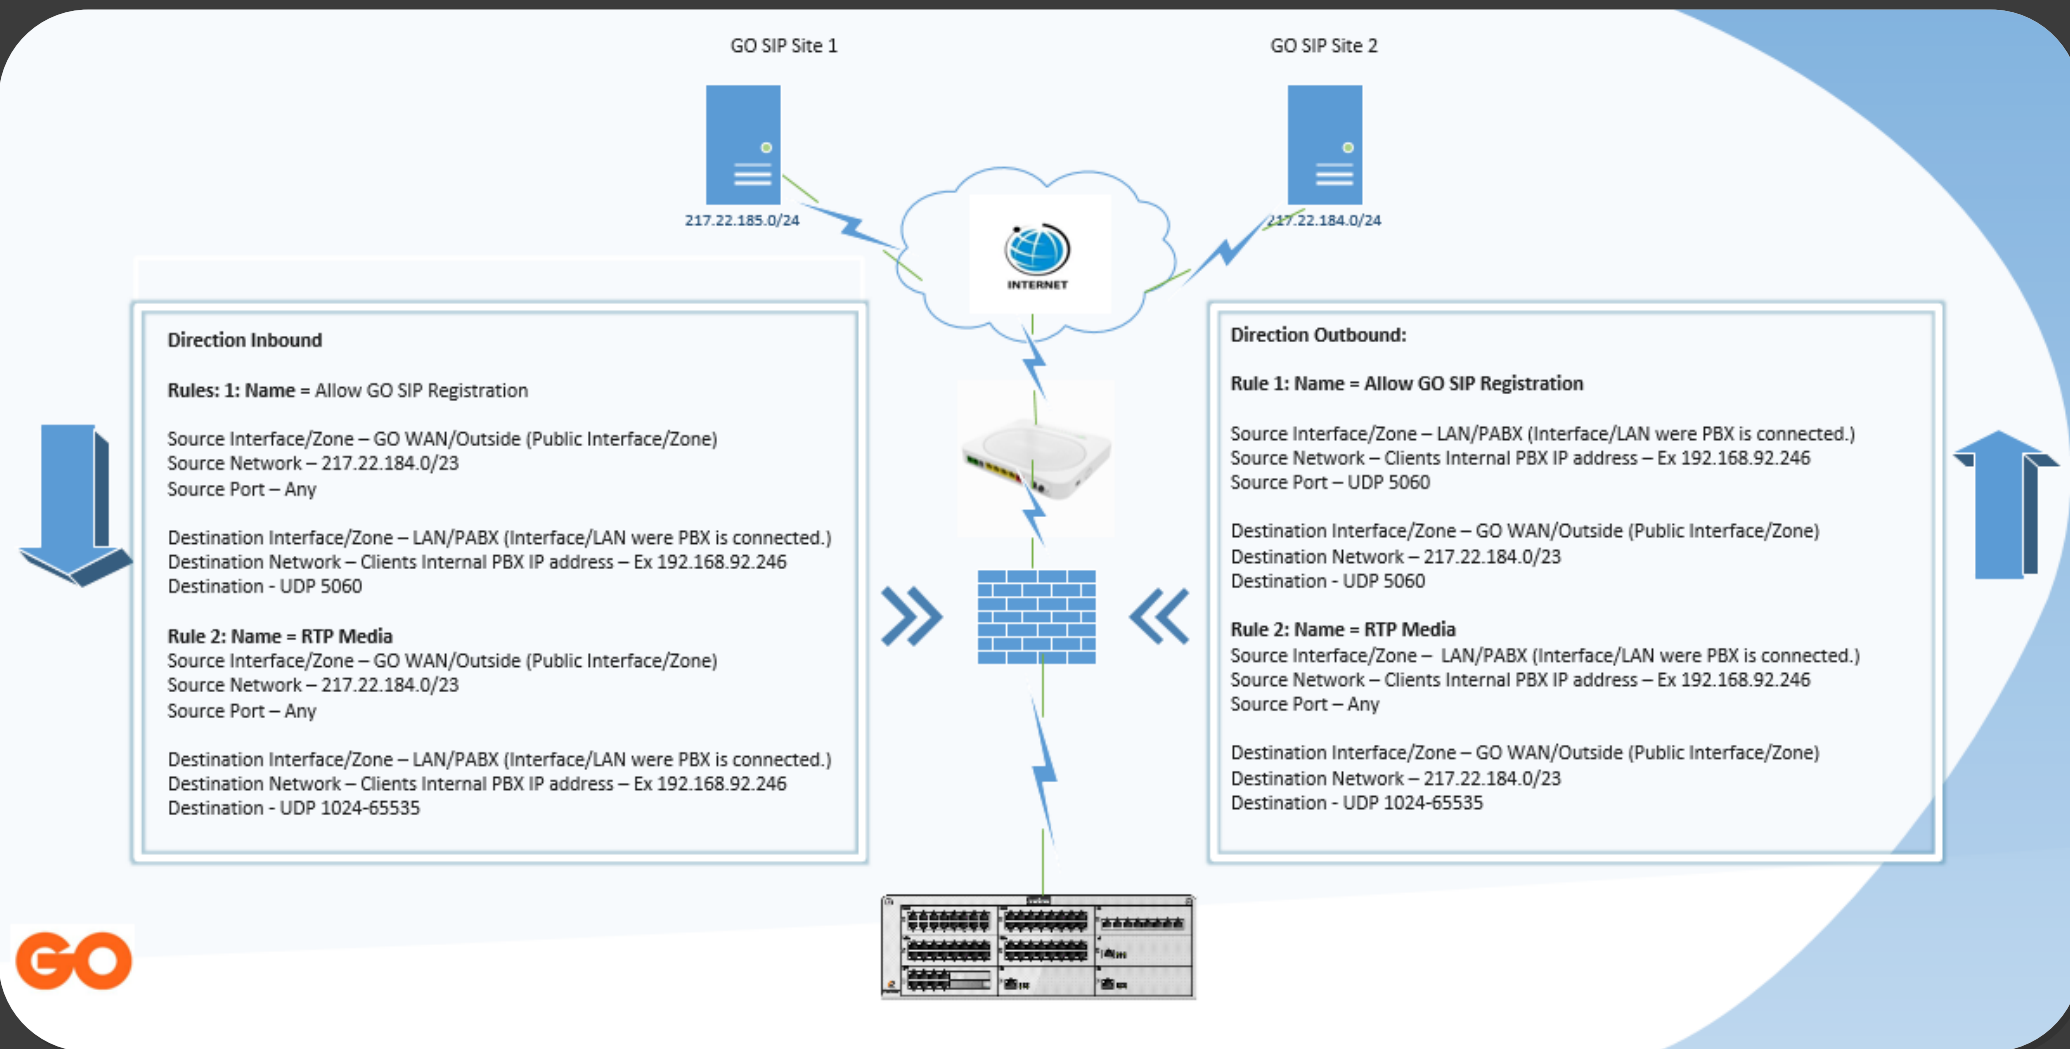 GO SIP Site 1
GO SIP Site 2
217.22.185.0/24
217.22.184.0/24
INTERNET
Direction Inbound
Rules: 1: Name = Allow GO SIP Registration
Source Interface/Zone – GO WAN/Outside (Public Interface/Zone)
Source Network – 217.22.184.0/23
Source Port – Any
Destination Interface/Zone – LAN/PABX (Interface/LAN were PBX is connected.)
Destination Network – Clients Internal PBX IP address – Ex 192.168.92.246
Destination - UDP 5060
Rule 2: Name = RTP Media
Source Interface/Zone – GO WAN/Outside (Public Interface/Zone)
Source Network – 217.22.184.0/23
Source Port – Any
Destination Interface/Zone – LAN/PABX (Interface/LAN were PBX is connected.)
Destination Network – Clients Internal PBX IP address – Ex 192.168.92.246
Destination - UDP 1024-65535
Direction Outbound:
Rule 1: Name = Allow GO SIP Registration
Source Interface/Zone – LAN/PABX (Interface/LAN were PBX is connected.)
Source Network – Clients Internal PBX IP address – Ex 192.168.92.246
Source Port – UDP 5060
Destination Interface/Zone – GO WAN/Outside (Public Interface/Zone)
Destination Network – 217.22.184.0/23
Destination - UDP 5060
Rule 2: Name = RTP Media
Source Interface/Zone –  LAN/PABX (Interface/LAN were PBX is connected.)
Source Network – Clients Internal PBX IP address – Ex 192.168.92.246
Source Port – Any
Destination Interface/Zone – GO WAN/Outside (Public Interface/Zone)
Destination Network – 217.22.184.0/23
Destination - UDP 1024-65535
GO